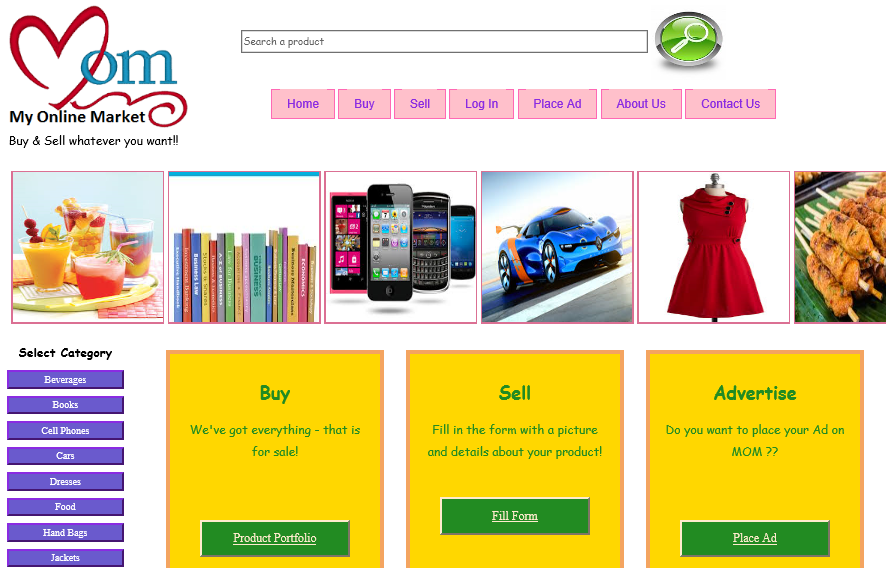 Mom
My Online Market
Buy & Sell whatever you want!!
Search a product
Home
Buy
Sell
Log In
Place Ad
About Us
Contact Us
BUSINESS
ECONOMICS
Select Category
Beverages
Books
Cell Phones
Cars
Dresses
Food
Hand Bags
Jackets
Buy
We've got everything - that is
for sale!
Product Portfolio
Sell
Fill in the form with a picture
and details about your product!
Fill Form
Advertise
Do you want to place your Ad on
MOM ??
Place Ad